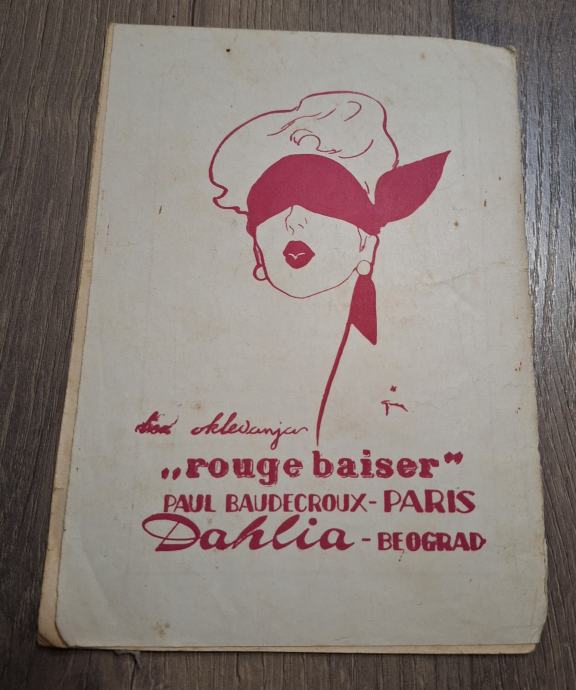 bez oklevanja
„rouge baiser”
PAUL BAUDECROUX - PARIS
Dahlia - BEOGRAD